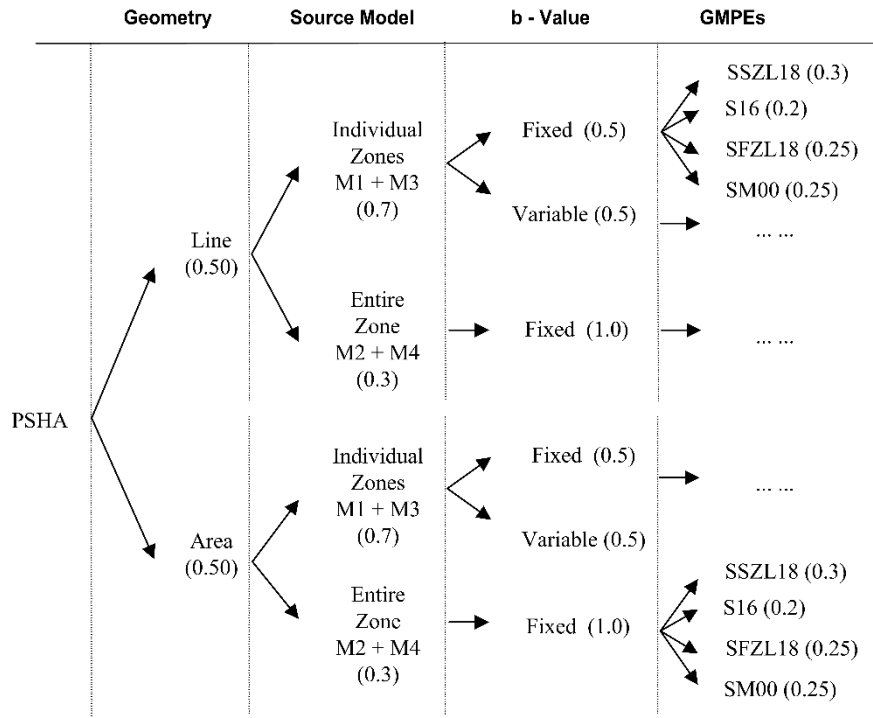 Geometry
Source Model
b - Value
GMPEs
SSZL18 (0.3)
S16 (0.2)
SFZL18 (0.25)
SM00 (0.25)
Individual
Zones
M1 + M3
(0.7)
Fixed (0.5)
Variable (0.5)
... ...
Line
(0.50)
Entire
Zone
M2 + M4
(0.3)
Fixed (1.0)
... ...
PSHA
Individual
Zones
M1 + M3
(0.7)
Fixed (0.5)
... ...
Variable (0.5)
Area
(0.50)
Entire
Zone
M2 + M4
(0.3)
Fixed (1.0)
SSZL18 (0.3)
S16 (0.2)
SFZL18 (0.25)
SM00 (0.25)